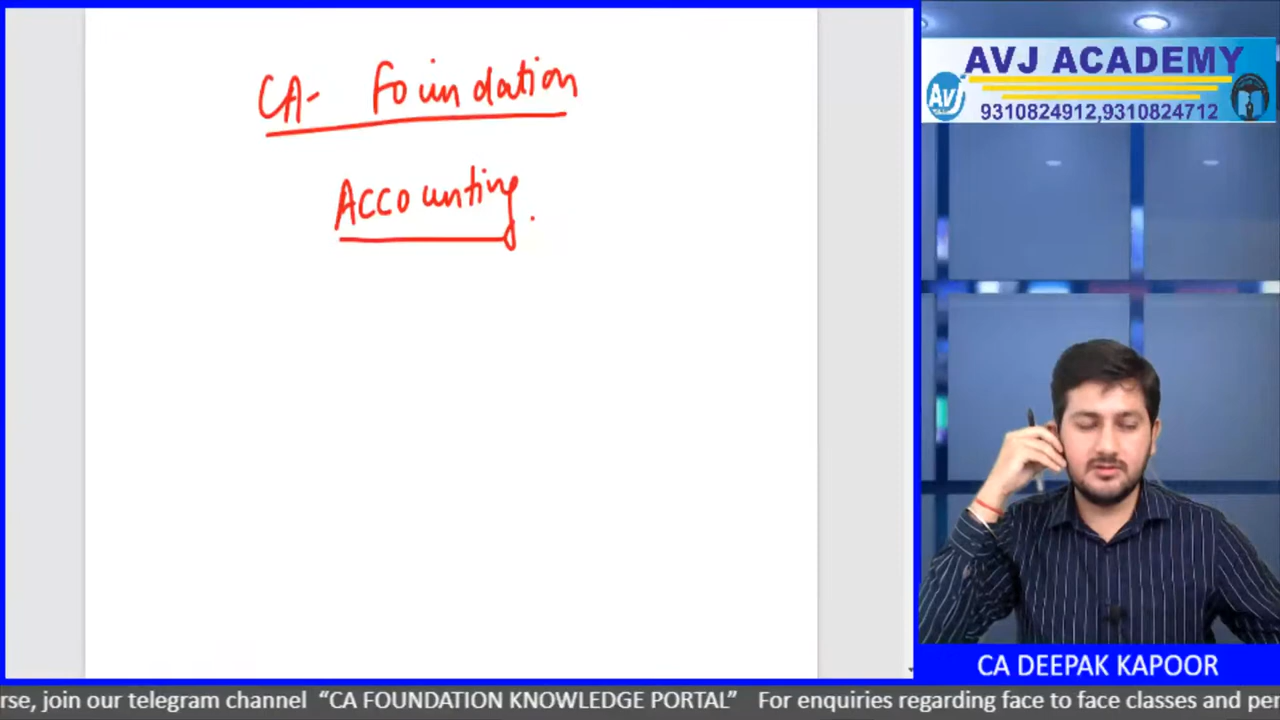 CA- Foundation
Accounting
AVJ ACADEMY
AVJ
9310824912,9310824712
CA DEEPAK KAPOOR
rse, join our telegram channel “CA FOUNDATION KNOWLEDGE PORTAL” For enquiries regarding face to face classes and per